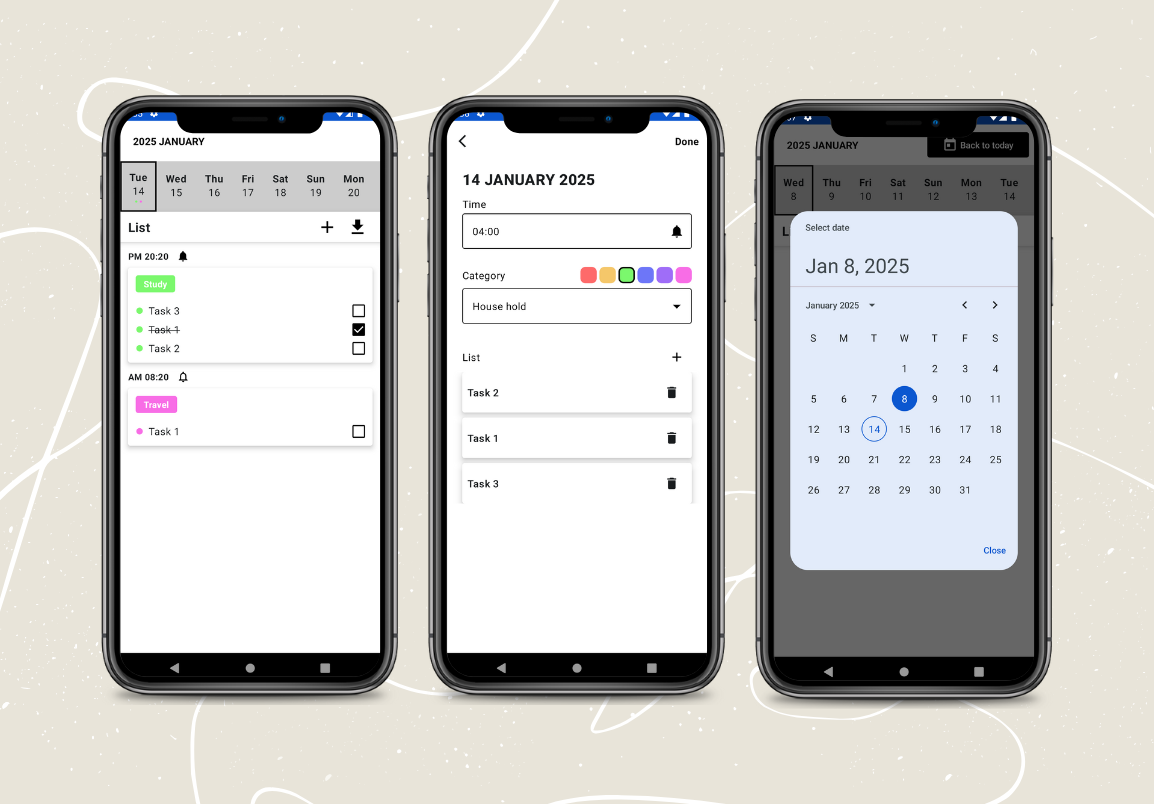 2025 JANUARY
Tue Wed Thu Fri Sat Sun Mon
14 15 16 17 18 19 20
List
PM 20:20
Study
Task 3
Task 1
Task 2
AM 08:20
Travel
Task 1
Done
14 JANUARY 2025
Time
04:00
Category
House hold
List
Task 2
Task 1
Task 3
2025 JANUARY
Back to today
Wed Thu Fri Sat Sun Mon Tue
8 9 10 11 12 13 14
Select date
Jan 8, 2025
January 2025
S M T W T F S
1 2 3 4
5 6 7 8 9 10 11
12 13 14 15 16 17 18
19 20 21 22 23 24 25
26 27 28 29 30 31
Close